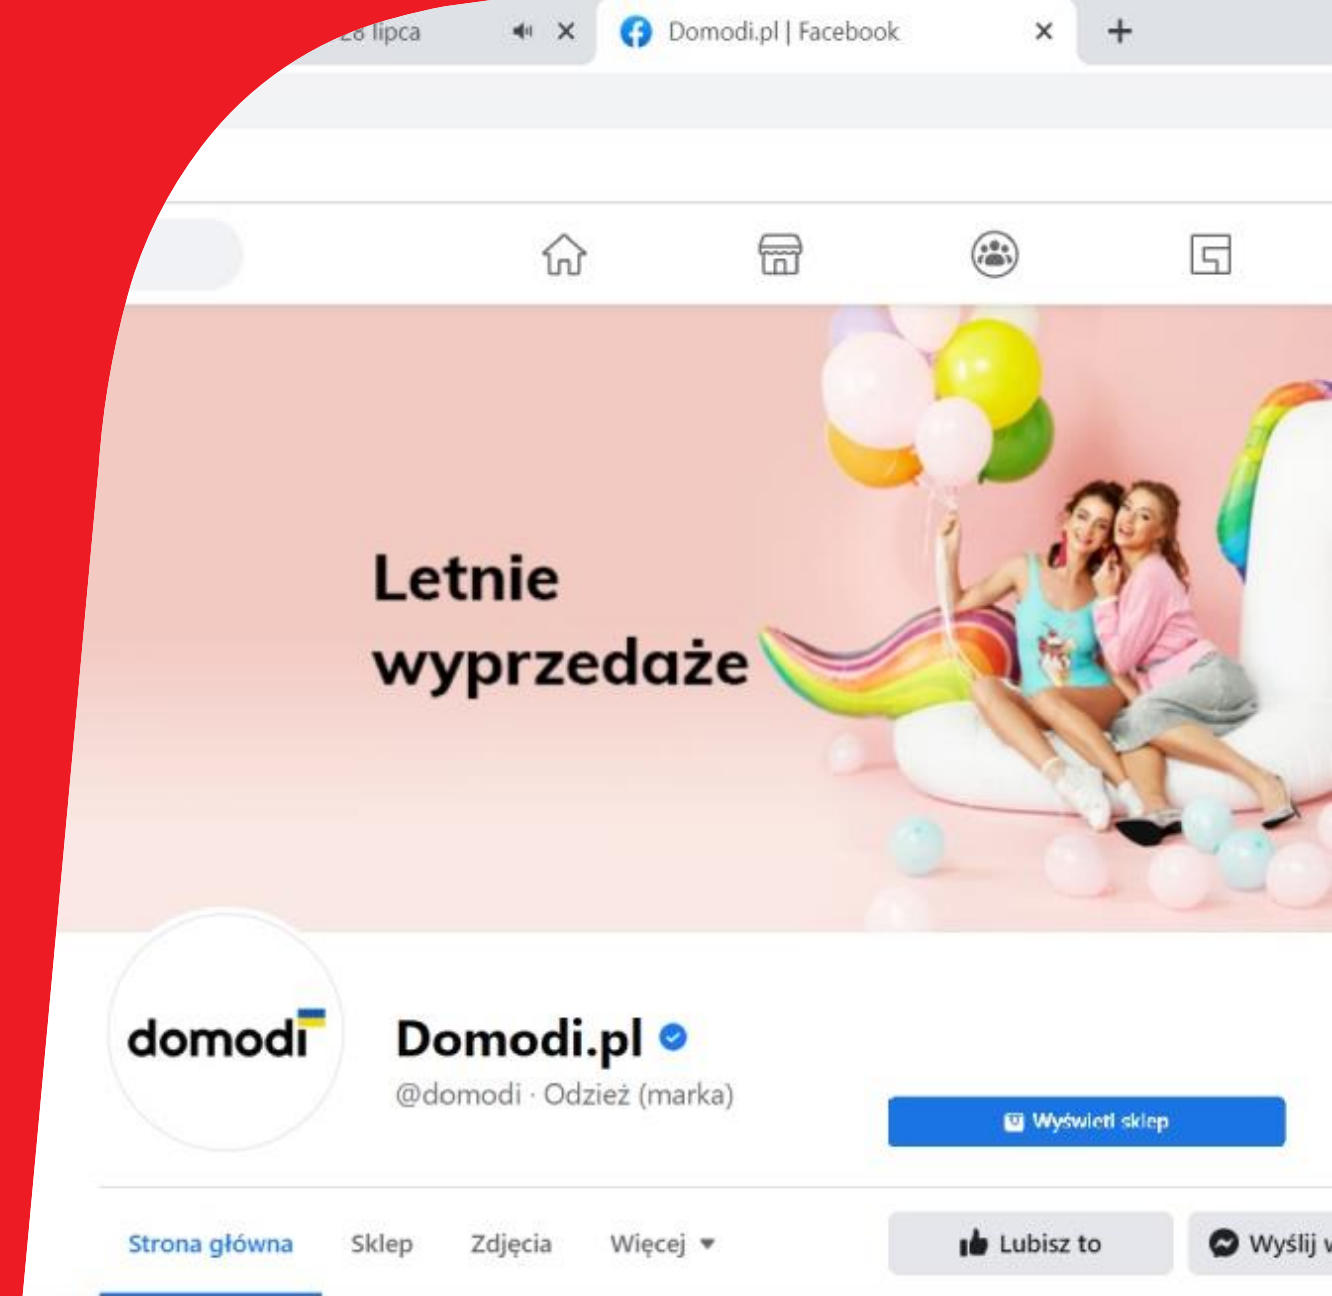 28 lipca
Domodi.pl | Facebook
Letnie
wyprzedaże
domodi
Domodi.pl
@domodi · Odzież (marka)
Wyświetl sklep
Strona główna Sklep Zdjęcia Więcej
Lubisz to
Wyślij w